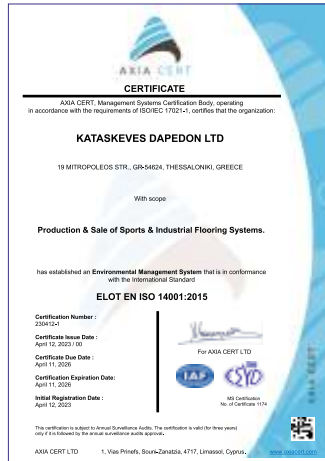 AXIA CERT
CERTIFICATE
AXIA CERT, Management Systems Certification Body, operating
in accordance with the requirements of ISO/IEC 17021-1, certifies that the organization:
KATASKEVES DAPEDON LTD
19 MITROPOLEOS STR., GR-54624, THESSALONIKI, GREECE
With scope
Production & Sale of Sports & Industrial Flooring Systems.
has established an Environmental Management System that is in conformance
with the International Standard
ELOT EN ISO 14001:2015
Certification Number :
230412-1
Certificate Issue Date :
April 12, 2023 / 00
Certificate Due Date :
April 11, 2026
Certification Expiration Date:
April 11, 2026
Initial Registration Date :
April 12, 2023
For AXIA CERT LTD
IAF
CYS
MS Certification
No. of Certificate 1174
This certification is subject to Annual Surveillance Audits. The certification is valid (for three years)
only if it is followed by the annual surveillance audits approvals.
AXIA CERT LTD 1, Vias Prinefs, Souni-Zanatzia, 4717, Limassol, Cyprus, www.axiacert.com
AXIA CERT